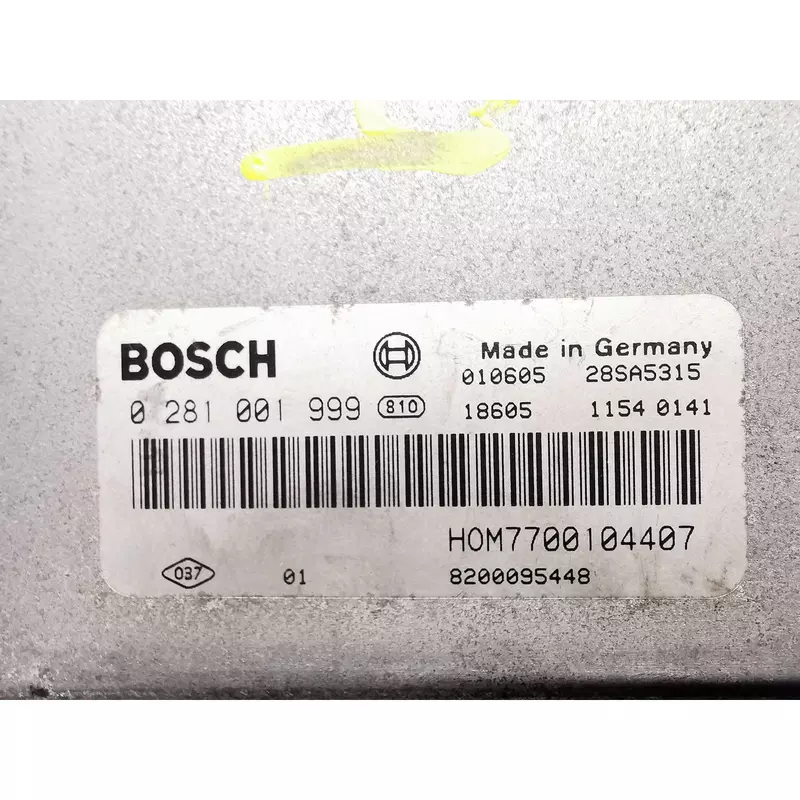 BOSCH
Made in Germany
010605 28SA5315
0 281 001 999 810
18605 1154 0141
HOM7700104407
037 01 8200095448